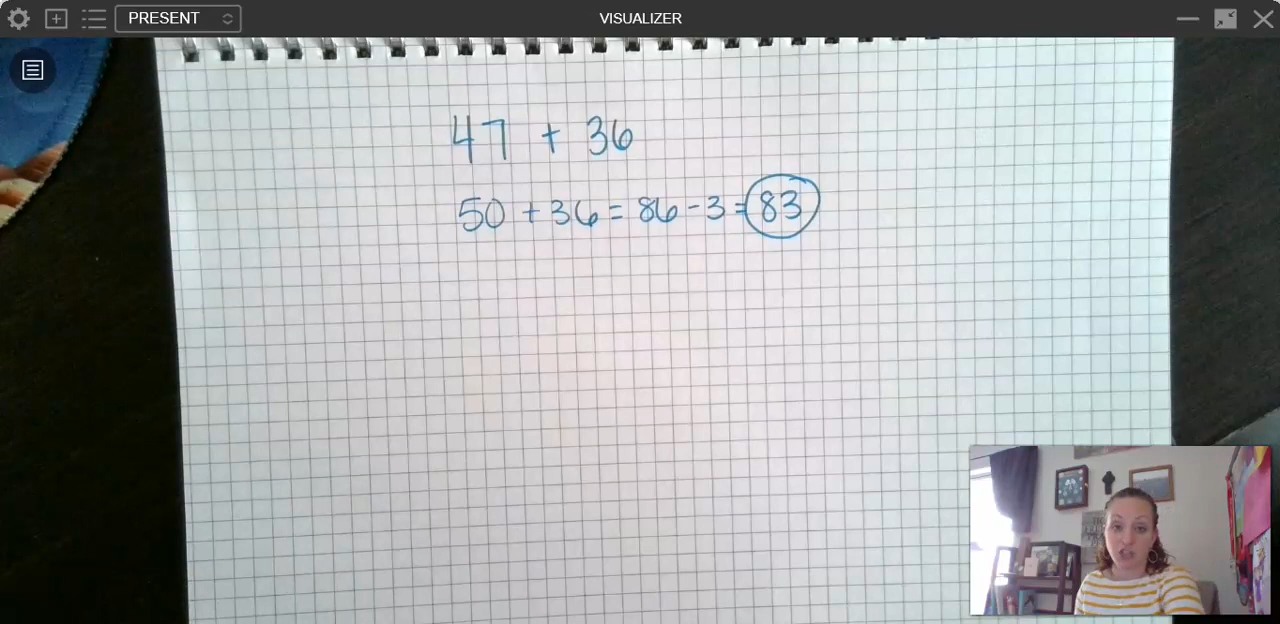 PRESENT
VISUALIZER
47 + 36
50 + 36 = 86 - 3 = 83